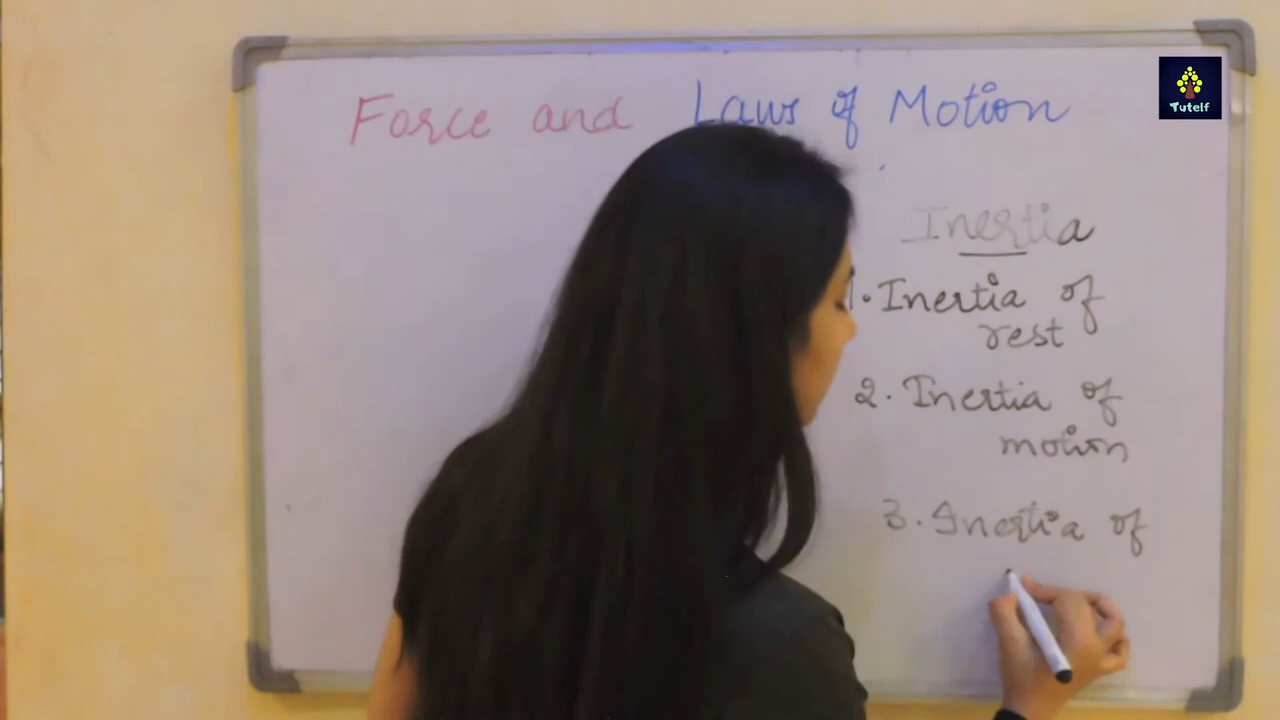 Force and Laws of Motion
Tutelf
Inertia
1. Inertia of
rest
2. Inertia of
motion
3. Inertia of